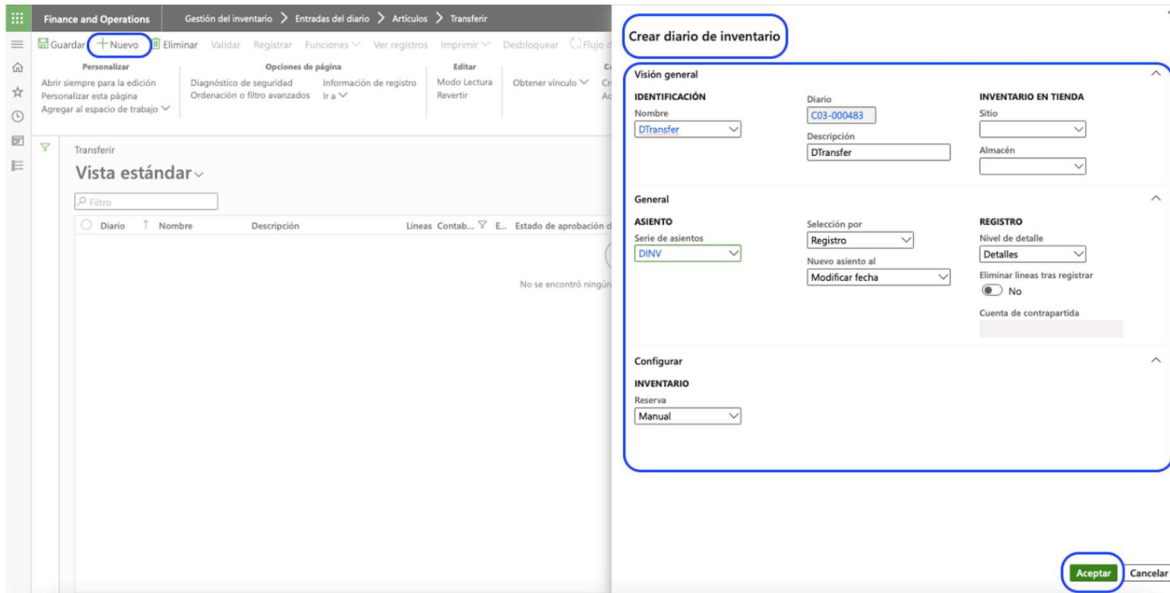 Finance and Operations
Gestión del inventario > Entradas del diario > Artículos > Transferir
Guardar + Nuevo Eliminar Validar Registrar Funciones Ver registros Imprimir Desbloquear Flujo d
Personalizar
Abrir siempre para la edición
Personalizar esta página
Agregar al espacio de trabajo
Opciones de página
Diagnóstico de seguridad Información de registro
Ordenación o filtro avanzados Ir a
Editar
Modo Lectura
Revertir
Obtener vínculo
Transferir
Vista estándar
Filtro
Diario ↑ Nombre Descripción Líneas Contab... E... Estado de aprobación d
No se encontró ningún
Crear diario de inventario
Visión general
IDENTIFICACIÓN
Nombre
DTransfer
Diario
C03-000483
Descripción
DTransfer
INVENTARIO EN TIENDA
Sitio
Almacén
General
ASIENTO
Serie de asientos
DINV
Selección por
Registro
Nuevo asiento al
Modificar fecha
REGISTRO
Nivel de detalle
Detalles
Eliminar líneas tras registrar
No
Cuenta de contrapartida
Configurar
INVENTARIO
Reserva
Manual
Aceptar Cancelar